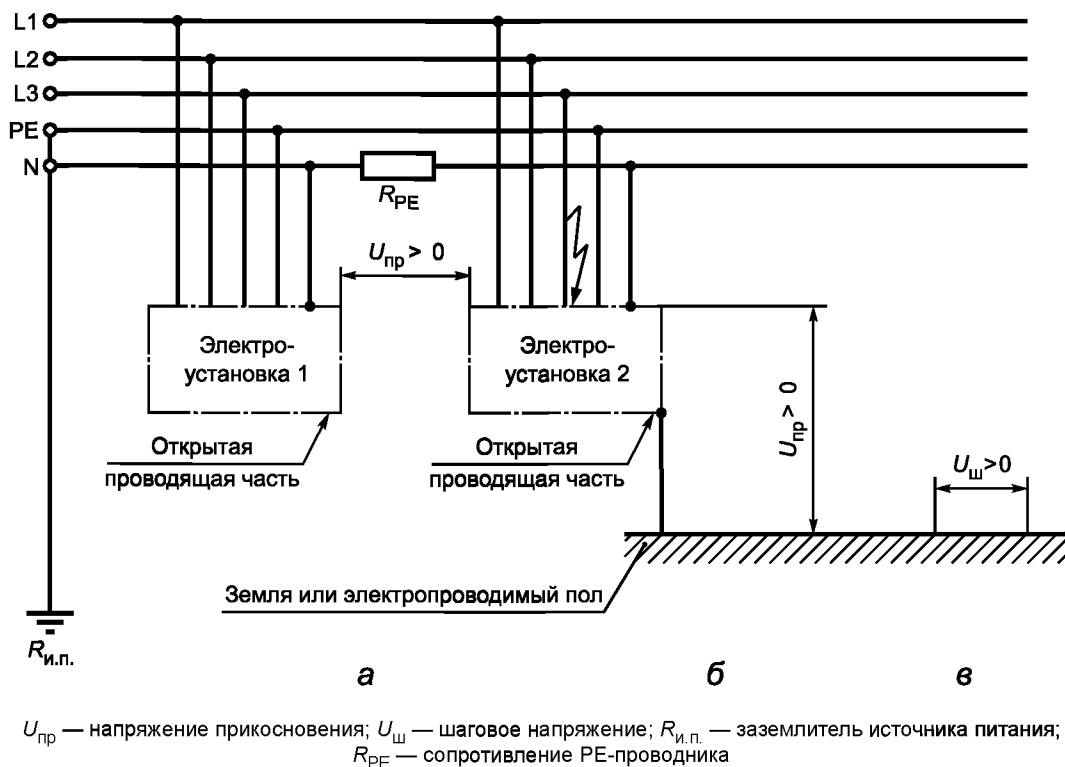 L1
L2
L3
PE
N
R_PE
U_пр > 0
Электро-
установка 1
Электро-
установка 2
U_пр > 0
Открытая
проводящая часть
Открытая
проводящая часть
U_ш>0
Земля или электропроводимый пол
R_и.п.
а
б
в
U_пр — напряжение прикосновения; U_ш — шаговое напряжение; R_и.п. — заземлитель источника питания;
R_PE — сопротивление PE-проводника